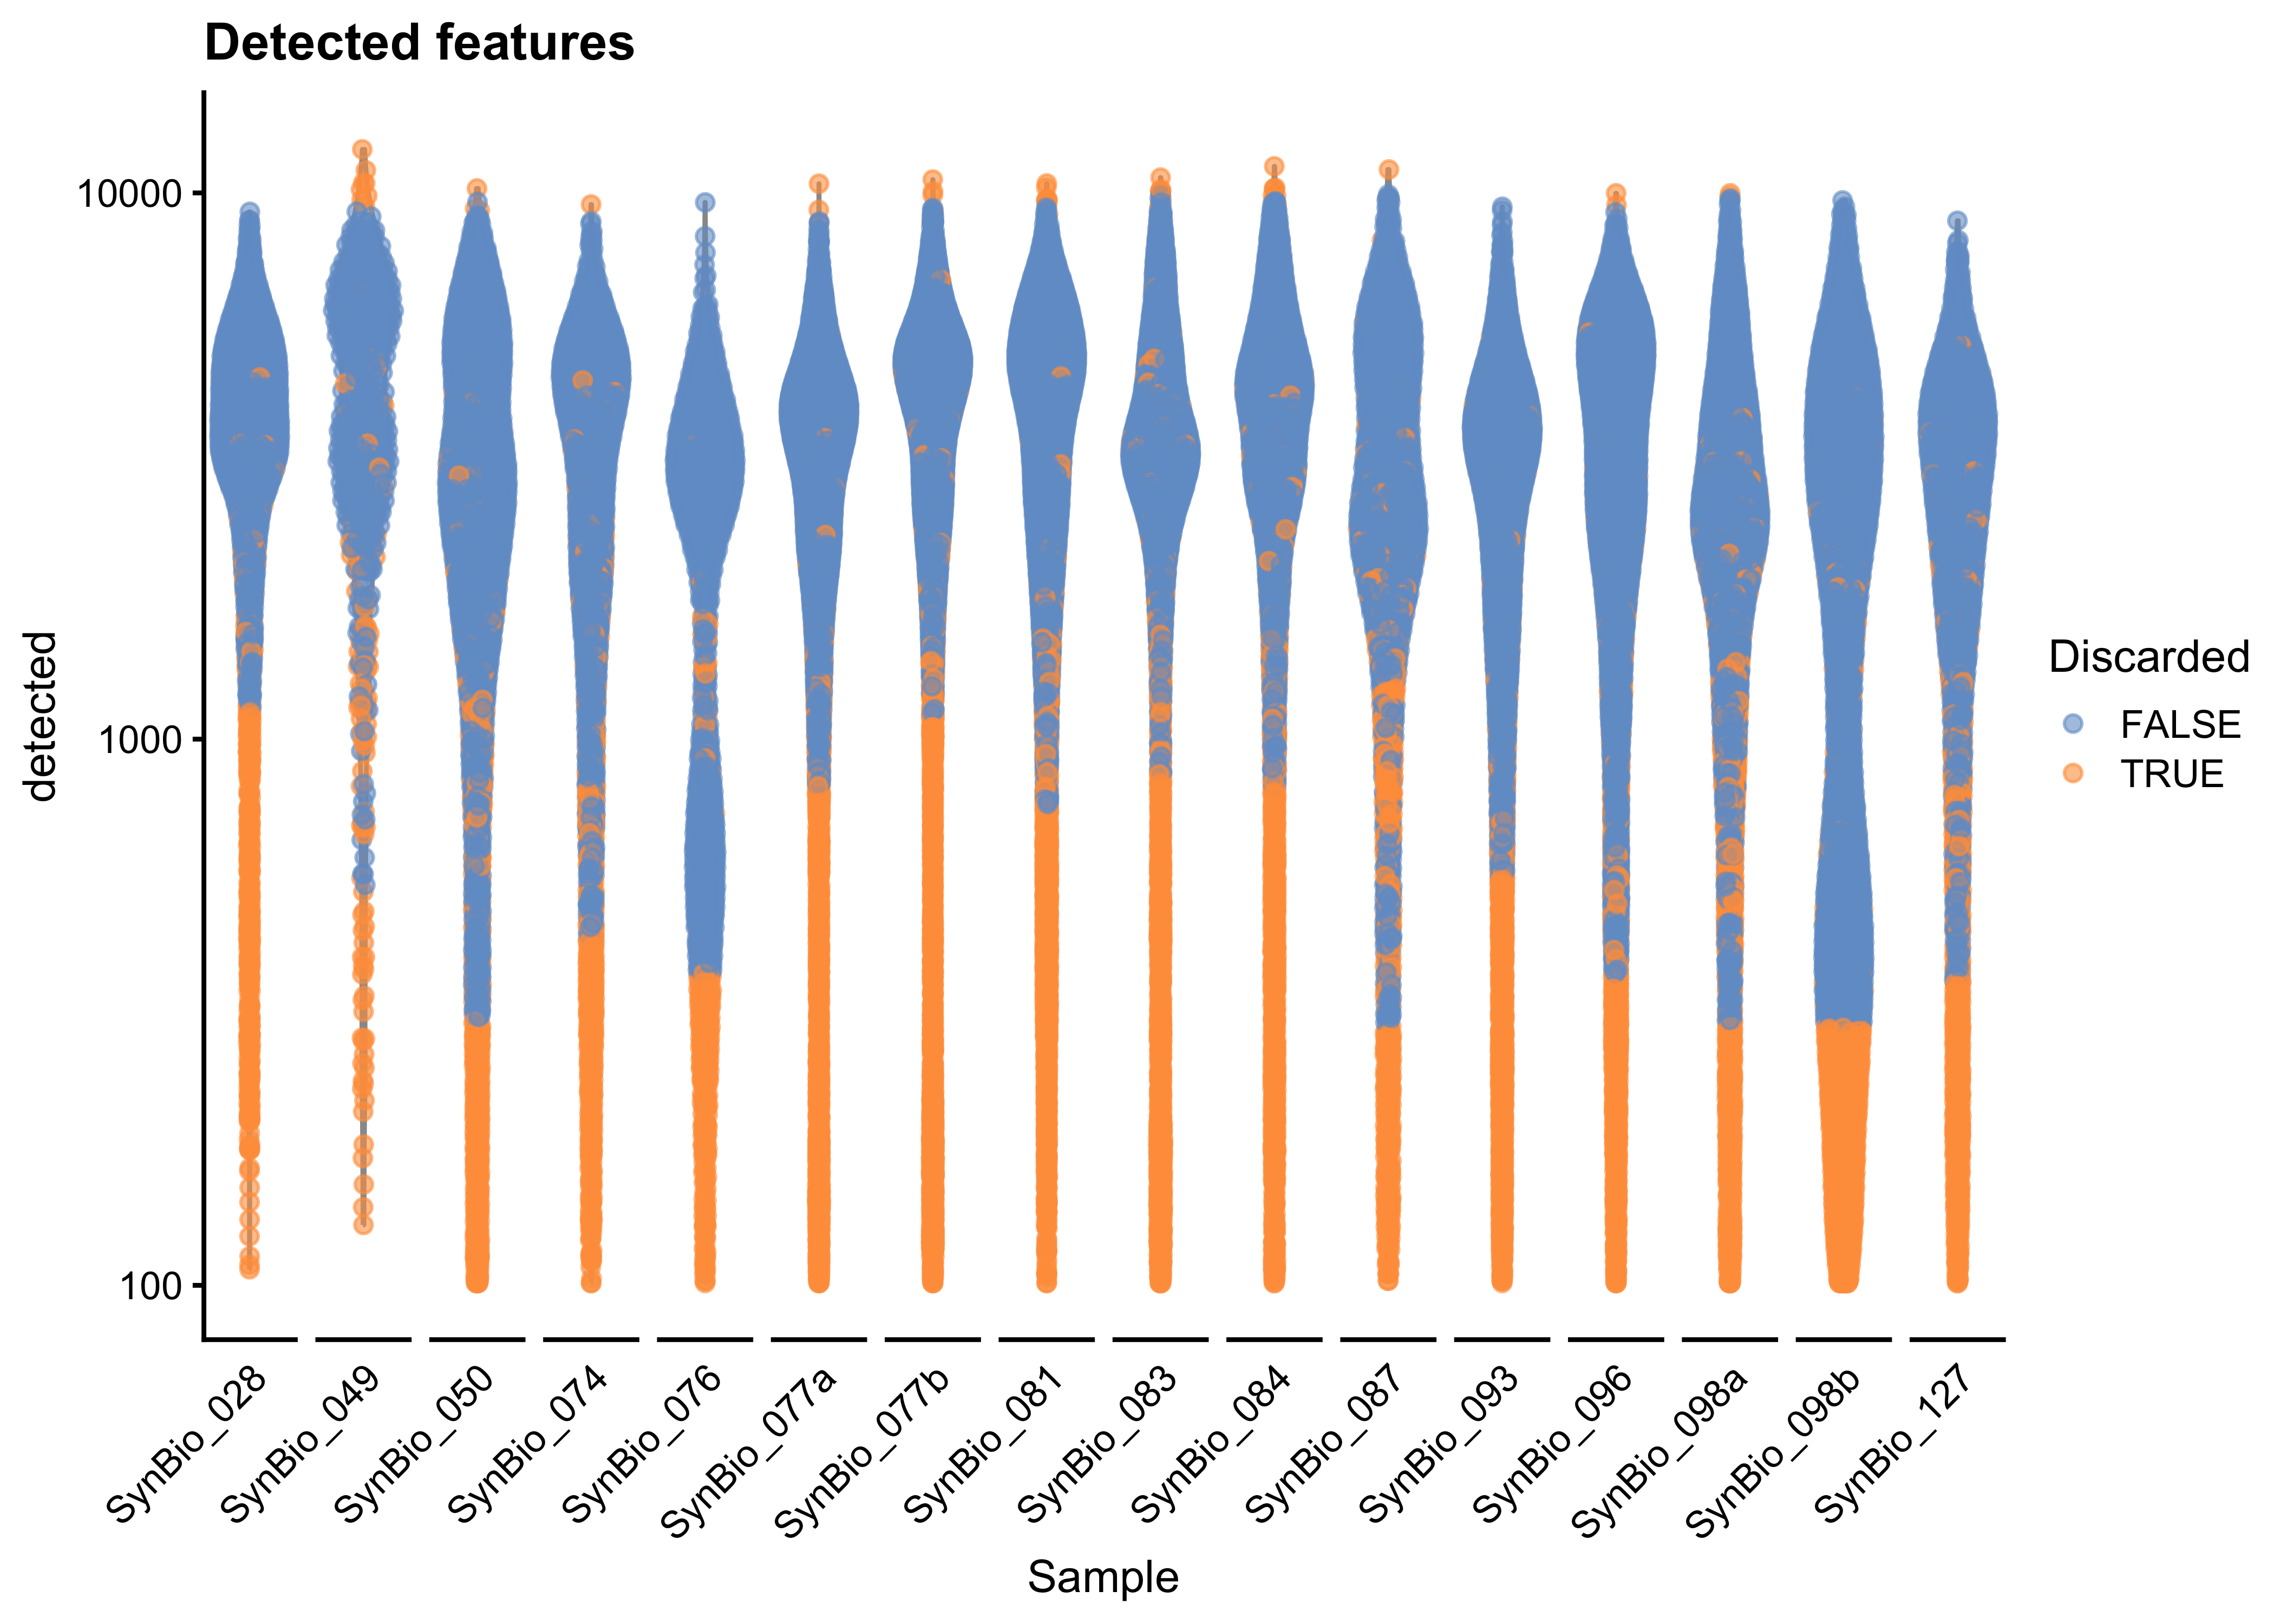 Detected features
10000
1000
100
detected
SynBio_028
SynBio_049
SynBio_050
SynBio_074
SynBio_076
SynBio_077a
SynBio_077b
SynBio_081
SynBio_083
SynBio_084
SynBio_087
SynBio_093
SynBio_096
SynBio_098a
SynBio_098b
SynBio_127
Sample
Discarded
FALSE
TRUE